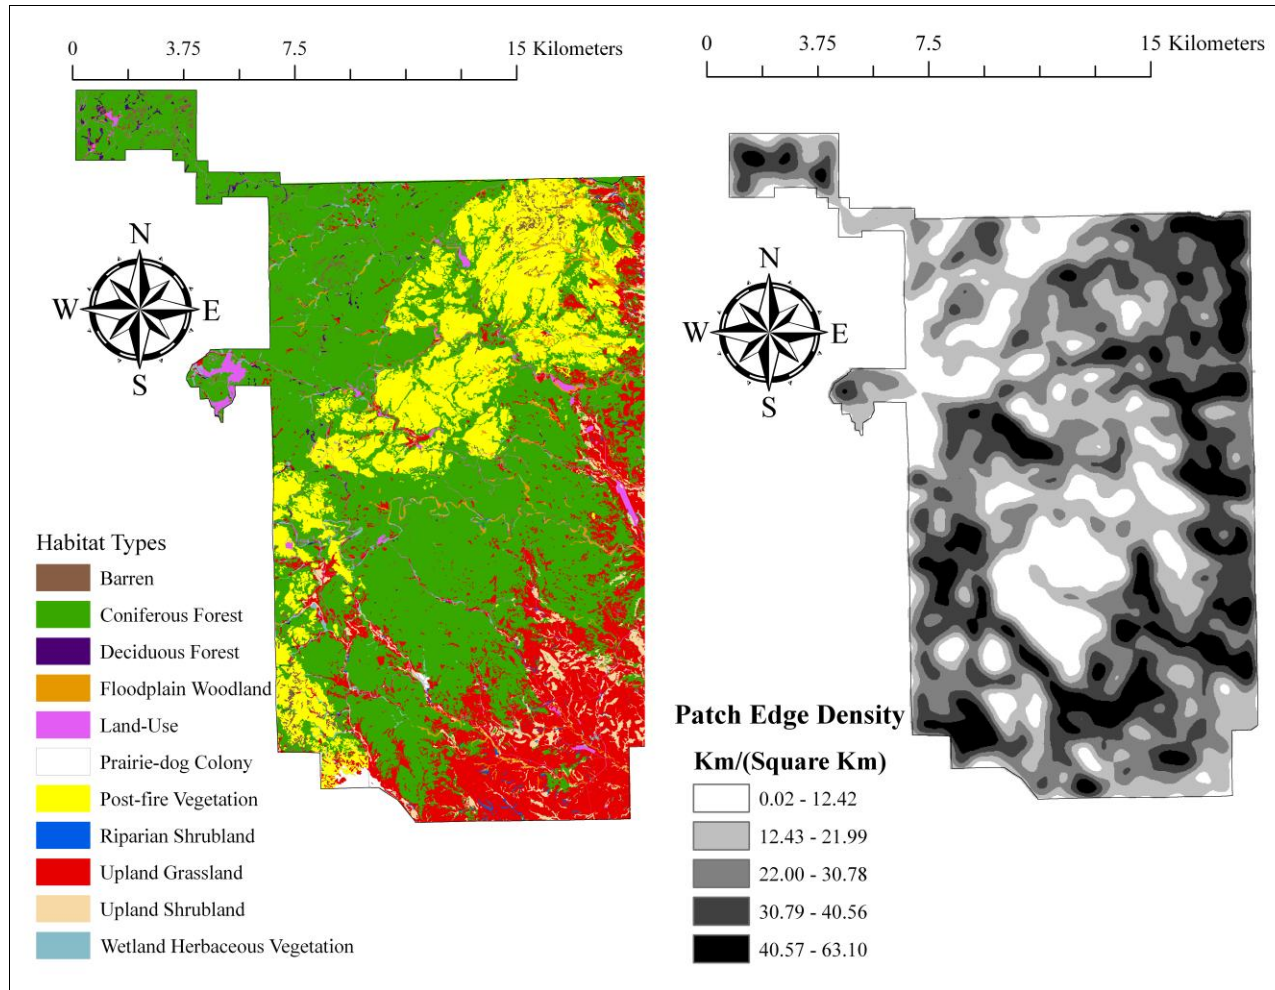 0 3.75 7.5 15 Kilometers
N
W E
S
Habitat Types
Barren
Coniferous Forest
Deciduous Forest
Floodplain Woodland
Land-Use
Prairie-dog Colony
Post-fire Vegetation
Riparian Shrubland
Upland Grassland
Upland Shrubland
Wetland Herbaceous Vegetation
0 3.75 7.5 15 Kilometers
N
W E
S
Patch Edge Density
Km/(Square Km)
0.02 - 12.42
12.43 - 21.99
22.00 - 30.78
30.79 - 40.56
40.57 - 63.10